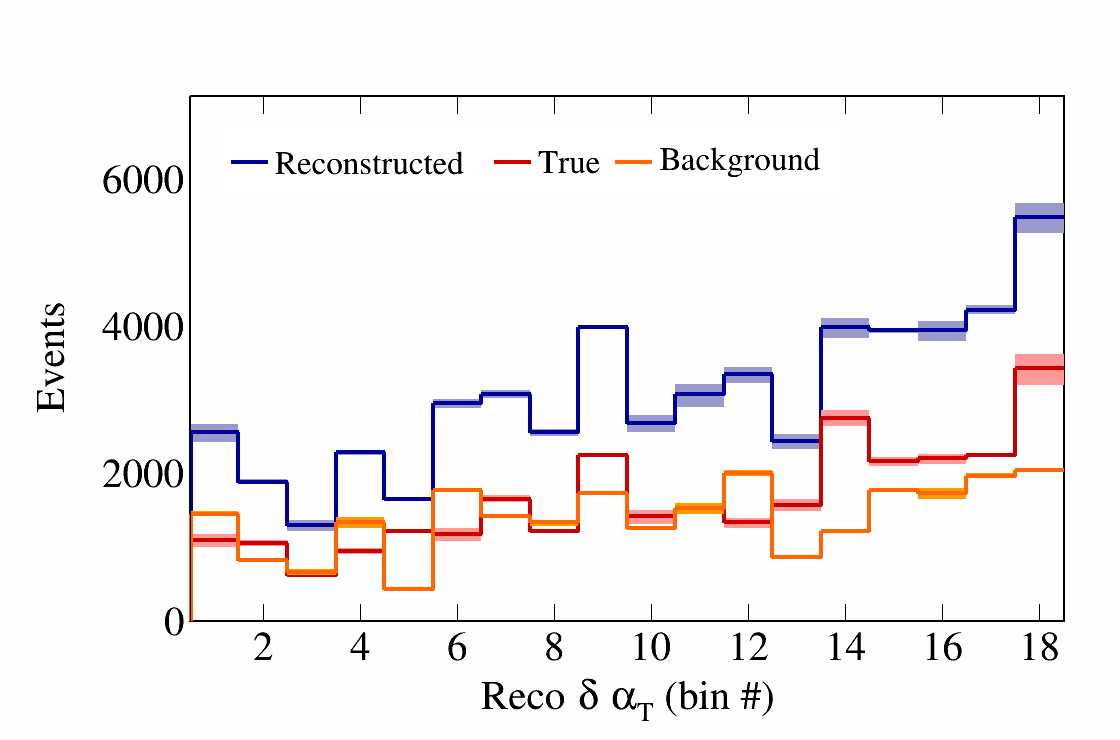 Reconstructed True Background
6000
4000
2000
0
Events
2 4 6 8 10 12 14 16 18
Reco δ α_T (bin #)